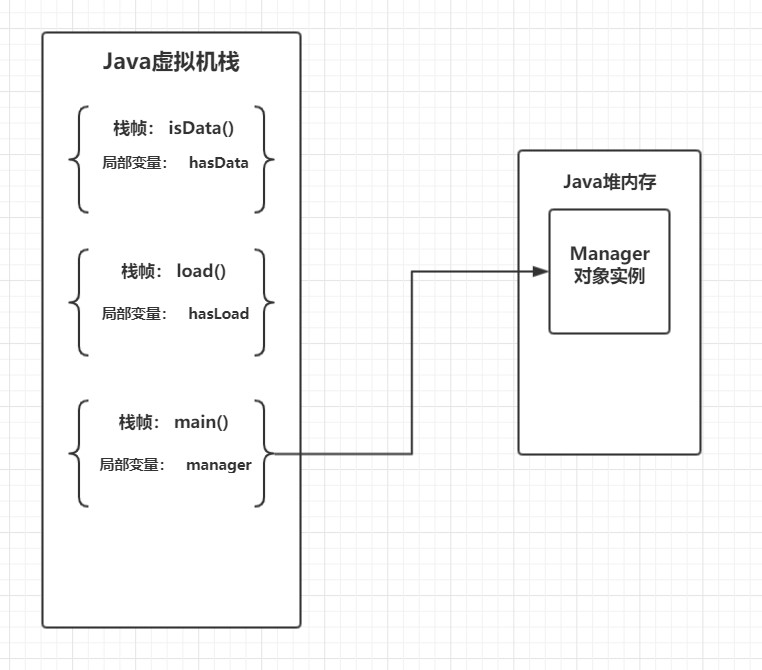 Java虚拟机栈
栈帧： isData()
局部变量： hasData
栈帧： load()
局部变量： hasLoad
栈帧： main()
局部变量： manager
Java堆内存
Manager
对象实例